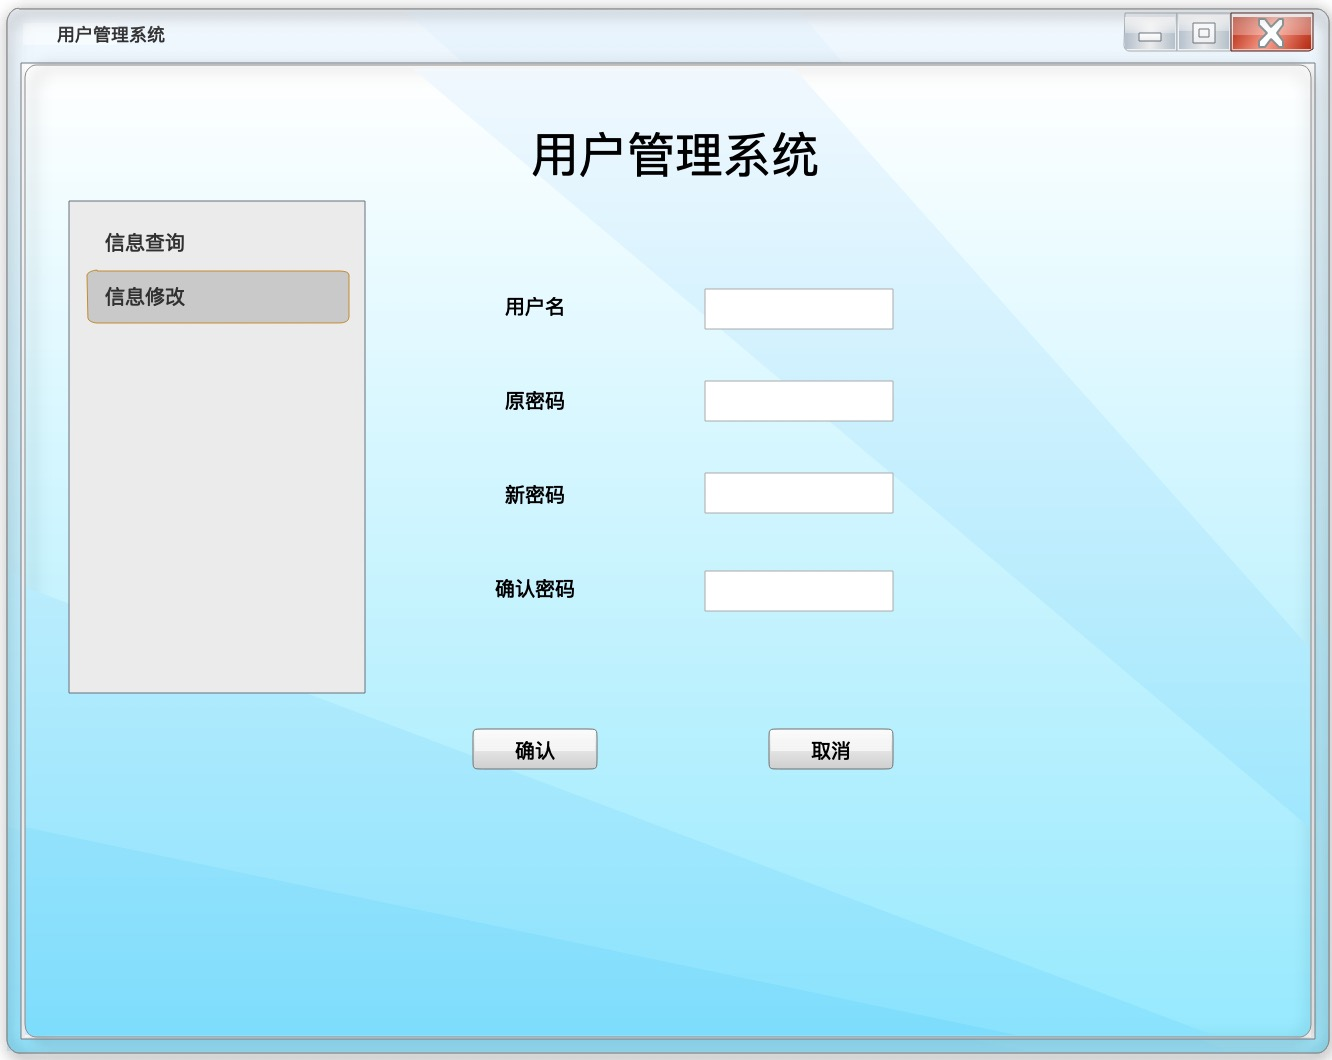 用户管理系统
用户管理系统
信息查询
信息修改
用户名
原密码
新密码
确认密码
确认
取消